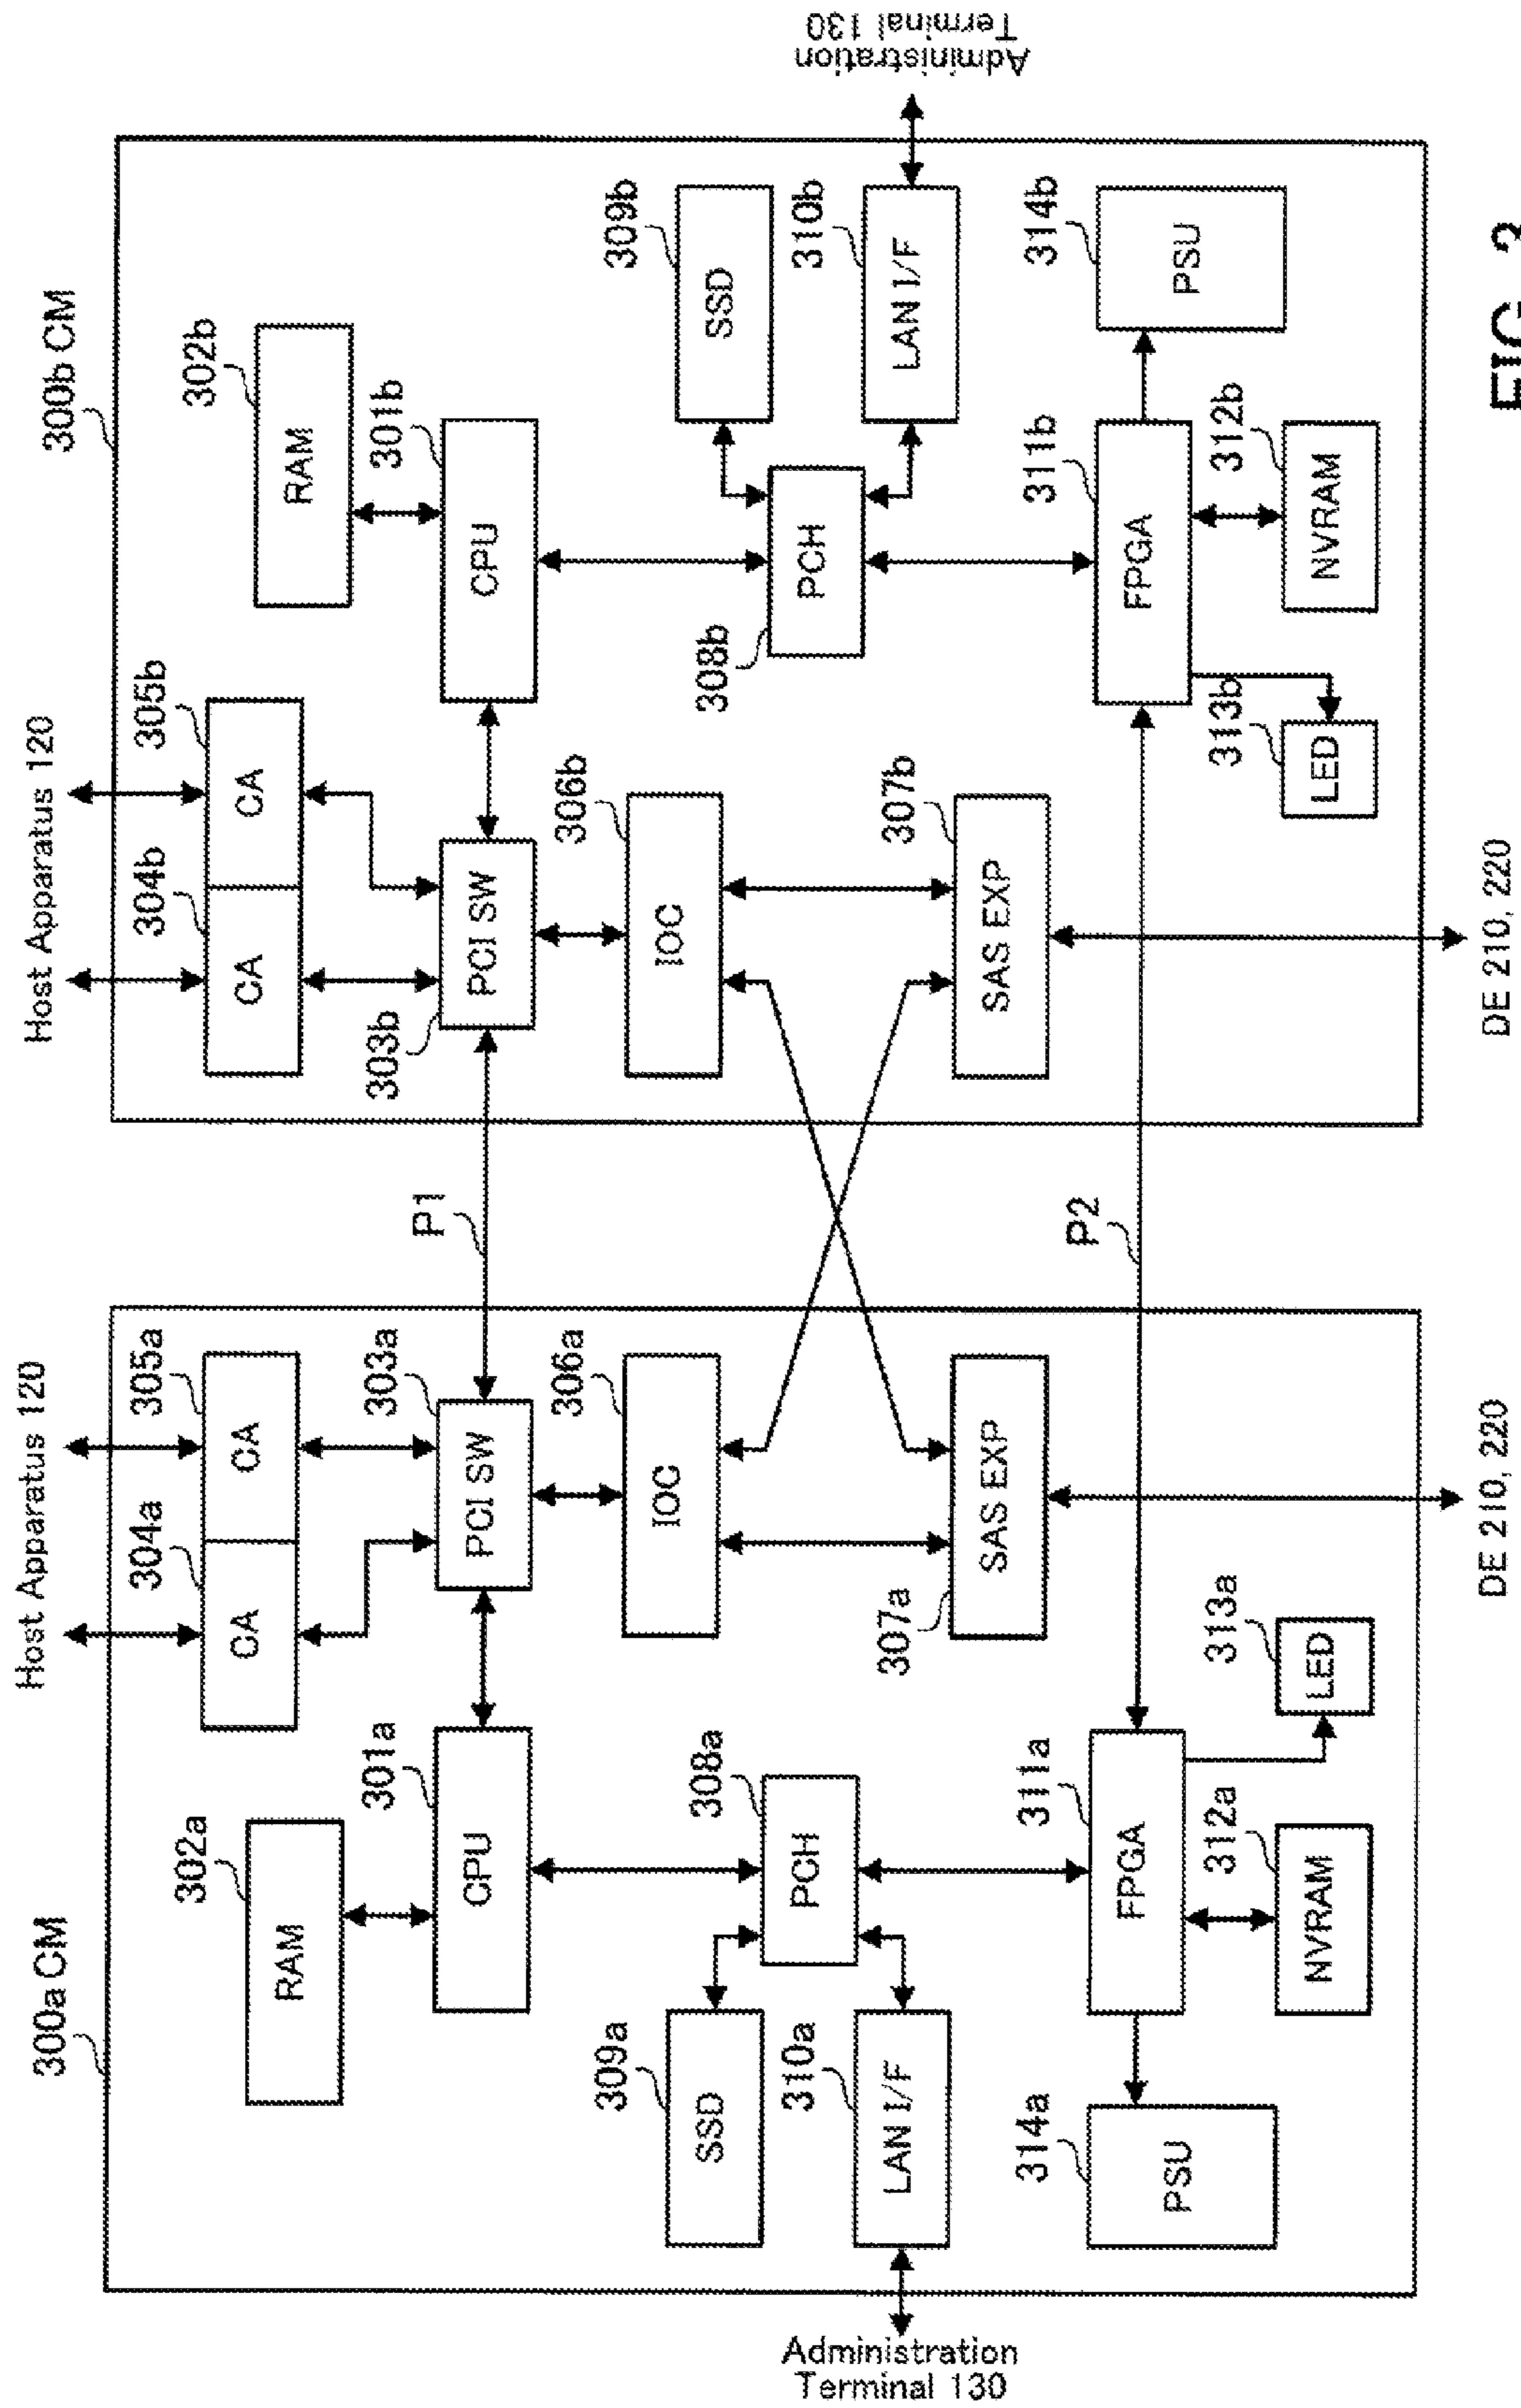 300a CM
300b CM
Host Apparatus 120
Host Apparatus 120
302a
RAM
304a
CA
305a
CA
304b
CA
305b
CA
302b
RAM
301a
CPU
303a
PCI SW
P1
303b
PCI SW
301b
CPU
309a
SSD
306a
IOC
306b
IOC
309b
SSD
308a
PCH
308b
PCH
310a
LAN I/F
310b
LAN I/F
Administration
Terminal 130
Administration
Terminal 130
307a
SAS EXP
307b
SAS EXP
314a
PSU
311a
FPGA
P2
311b
FPGA
314b
PSU
312a
NVRAM
313a
LED
313b
LED
312b
NVRAM
DE 210, 220
DE 210, 220
FIG. 3